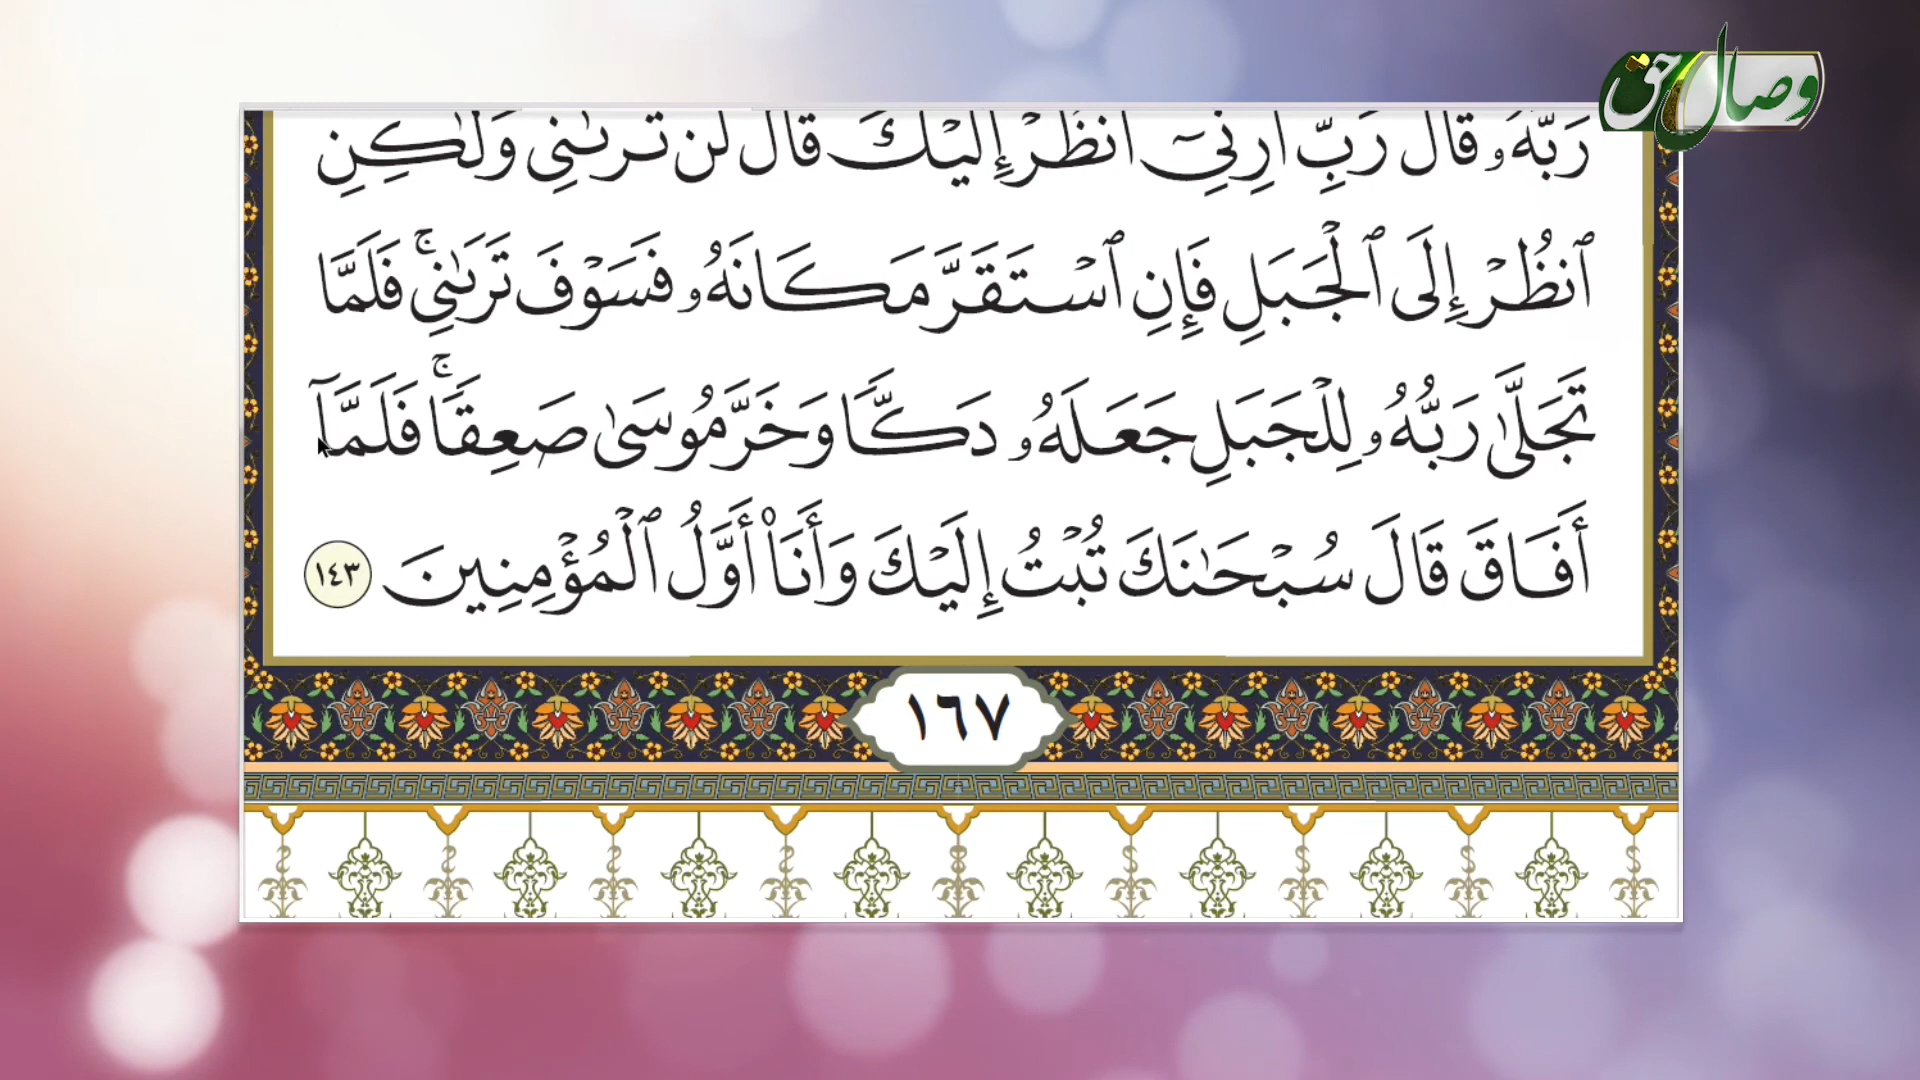 وصال حق
رَبُّهُۥ قَالَ رَبِّ أَرِنِيٓ أَنظُرْ إِلَيْكَ قَالَ لَن تَرَىٰنِي وَلَٰكِنِ
ٱنظُرْ إِلَى ٱلْجَبَلِ فَإِنِ ٱسْتَقَرَّ مَكَانَهُۥ فَسَوْفَ تَرَىٰنِيۚ فَلَمَّا
تَجَلَّىٰ رَبُّهُۥ لِلْجَبَلِ جَعَلَهُۥ دَكًّا وَخَرَّ مُوسَىٰ صَعِقًاۚ فَلَمَّآ
أَفَاقَ قَالَ سُبْحَٰنَكَ تُبْتُ إِلَيْكَ وَأَنَا۠ أَوَّلُ ٱلْمُؤْمِنِينَ ١٤٣
١٦٧